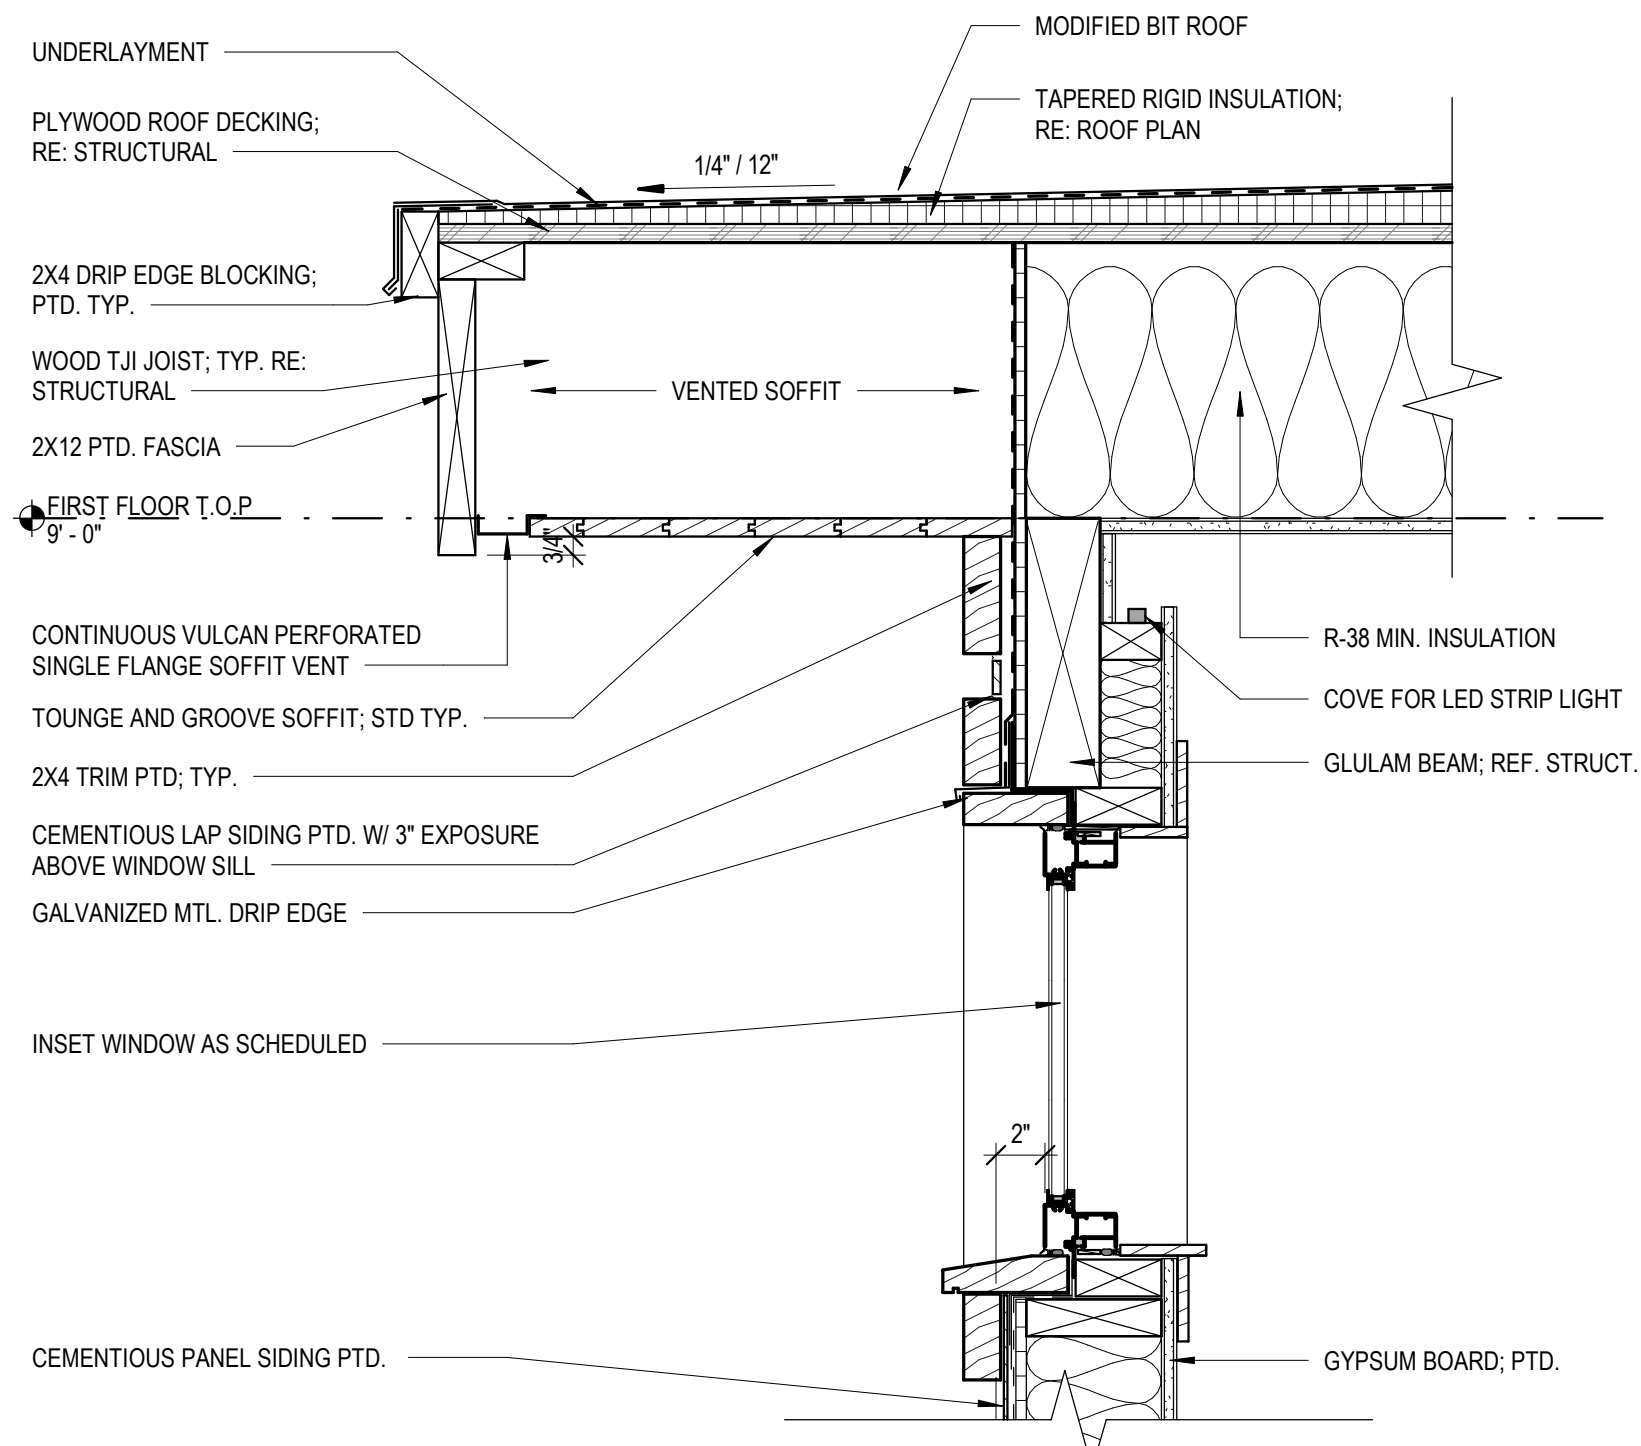 UNDERLAYMENT
PLYWOOD ROOF DECKING;
RE: STRUCTURAL
2X4 DRIP EDGE BLOCKING;
PTD. TYP.
WOOD TJI JOIST; TYP. RE:
STRUCTURAL
2X12 PTD. FASCIA
FIRST FLOOR T.O.P
9' - 0"
CONTINUOUS VULCAN PERFORATED
SINGLE FLANGE SOFFIT VENT
TOUNGE AND GROOVE SOFFIT; STD TYP.
2X4 TRIM PTD; TYP.
CEMENTIOUS LAP SIDING PTD. W/ 3" EXPOSURE
ABOVE WINDOW SILL
GALVANIZED MTL. DRIP EDGE
INSET WINDOW AS SCHEDULED
CEMENTIOUS PANEL SIDING PTD.
1/4" / 12"
VENTED SOFFIT
3/4"
2"
MODIFIED BIT ROOF
TAPERED RIGID INSULATION;
RE: ROOF PLAN
R-38 MIN. INSULATION
COVE FOR LED STRIP LIGHT
GLULAM BEAM; REF. STRUCT.
GYPSUM BOARD; PTD.